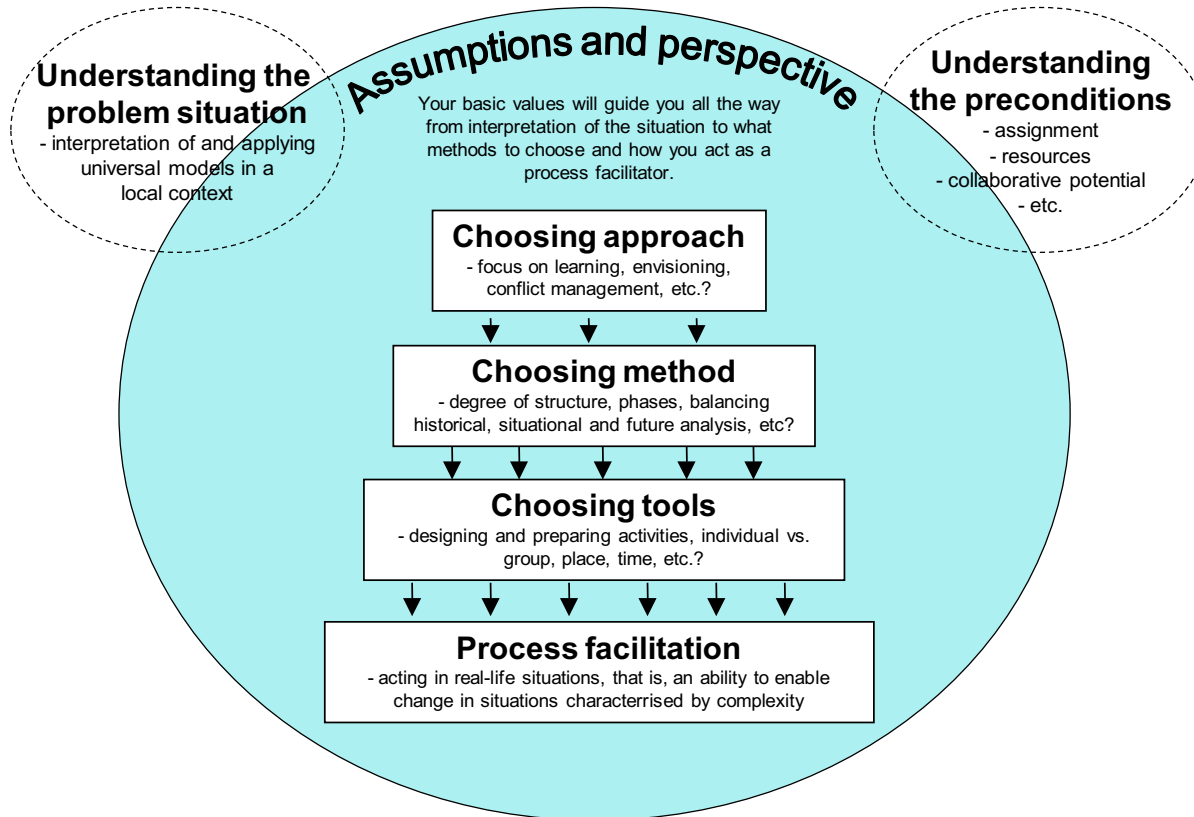 Understanding the
problem situation
- interpretation of and applying
universal models in a
local context
Assumptions and perspective
Your basic values will guide you all the way
from interpretation of the situation to what
methods to choose and how you act as a
process facilitator.
Understanding
the preconditions
- assignment
- resources
- collaborative potential
- etc.
Choosing approach
- focus on learning, envisioning,
conflict management, etc.?
Choosing method
- degree of structure, phases, balancing
historical, situational and future analysis, etc?
Choosing tools
- designing and preparing activities, individual vs.
group, place, time, etc.?
Process facilitation
- acting in real-life situations, that is, an ability to enable
change in situations characterrised by complexity